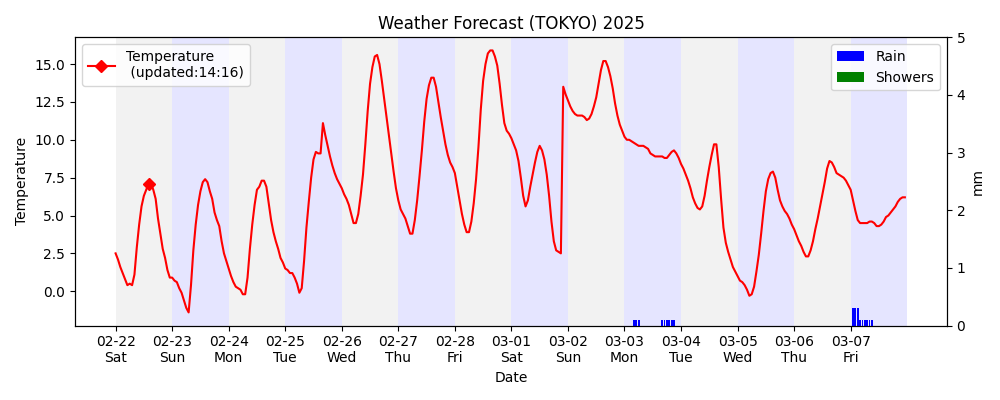 Weather Forecast (TOKYO) 2025
Temperature
(updated:14:16)
Rain
Showers
Temperature
15.0
12.5
10.0
7.5
5.0
2.5
0.0
5
4
3
2
1
0
mm
02-22 02-23 02-24 02-25 02-26 02-27 02-28 03-01 03-02 03-03 03-04 03-05 03-06 03-07
Sat Sun Mon Tue Wed Thu Fri Sat Sun Mon Tue Wed Thu Fri
Date